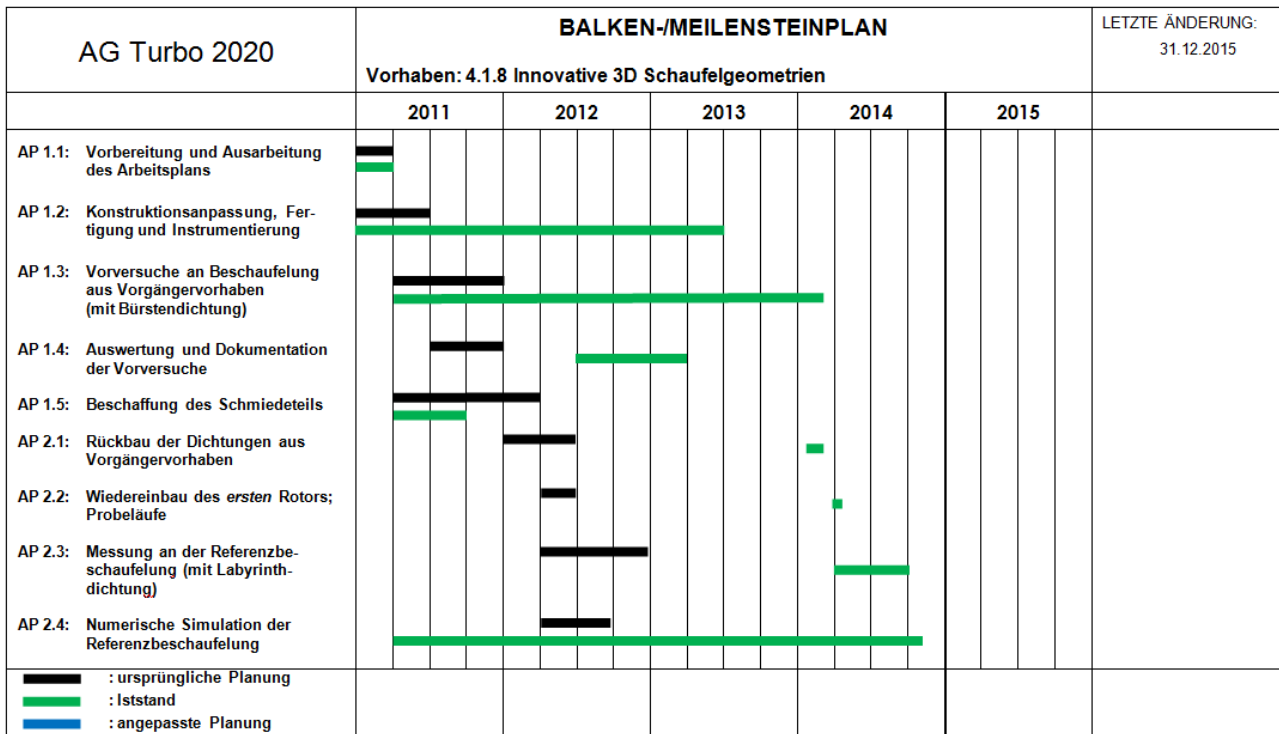 AG Turbo 2020
BALKEN-/MEILENSTEINPLAN
Vorhaben: 4.1.8 Innovative 3D Schaufelgeometrien
LETZTE ÄNDERUNG:
31.12.2015
2011 2012 2013 2014 2015
AP 1.1: Vorbereitung und Ausarbeitung
des Arbeitsplans
AP 1.2: Konstruktionsanpassung, Fer-
tigung und Instrumentierung
AP 1.3: Vorversuche an Beschaufelung
aus Vorgängervorhaben
(mit Bürstendichtung)
AP 1.4: Auswertung und Dokumentation
der Vorversuche
AP 1.5: Beschaffung des Schmiedeteils
AP 2.1: Rückbau der Dichtungen aus
Vorgängervorhaben
AP 2.2: Wiedereinbau des ersten Rotors;
Probeläufe
AP 2.3: Messung an der Referenzbe-
schaufelung (mit Labyrinth-
dichtung)
AP 2.4: Numerische Simulation der
Referenzbeschaufelung
: ursprüngliche Planung
: Iststand
: angepasste Planung